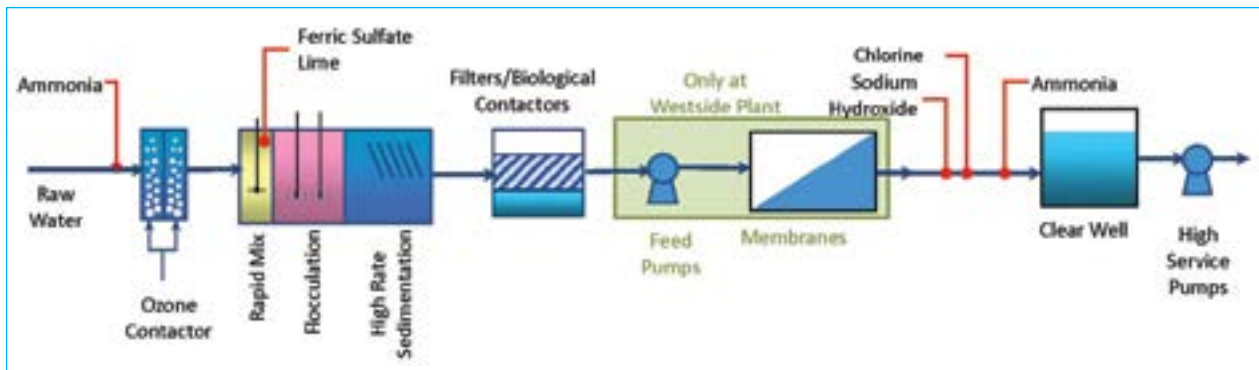 Ammonia
Raw
Water
Ozone
Contactor
Ferric Sulfate
Lime
Rapid Mix
Flocculation
High Rate
Sedimentation
Filters/Biological
Contactors
Only at
Westside Plant
Feed
Pumps
Membranes
Chlorine
Sodium
Hydroxide
Ammonia
Clear Well
High
Service
Pumps